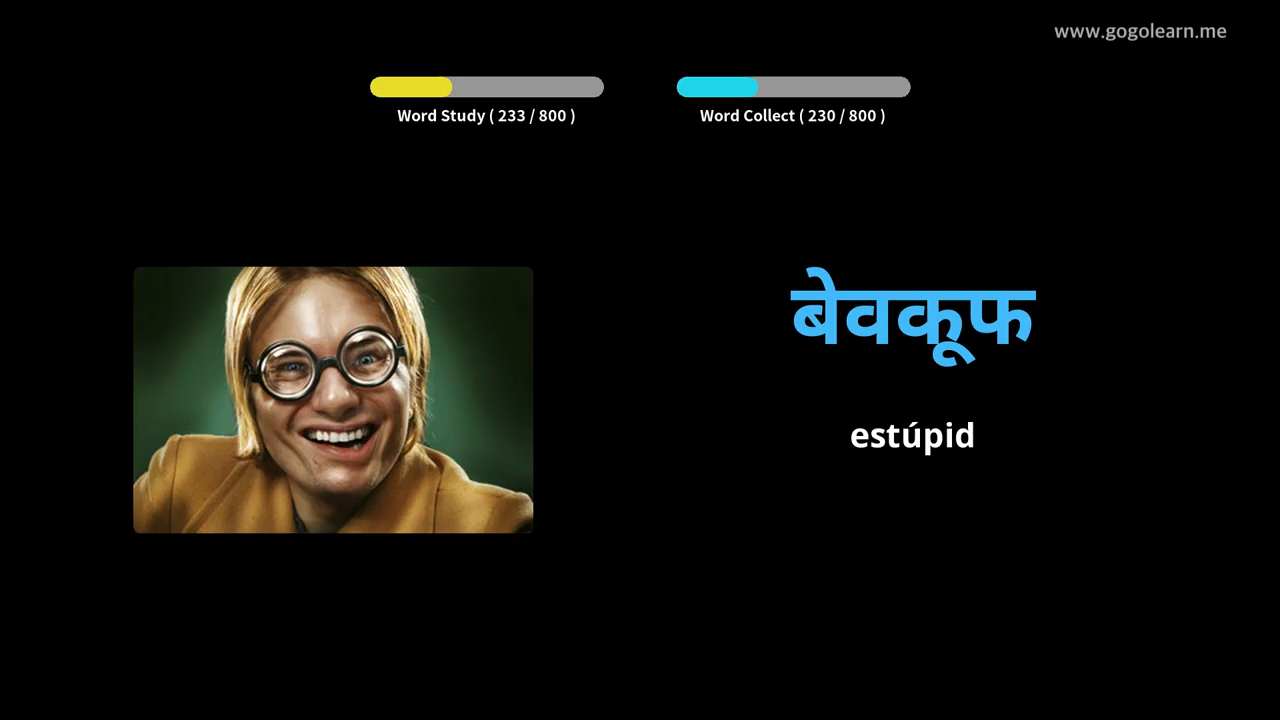 www.gogolearn.me
Word Study ( 233 / 800 )
Word Collect ( 230 / 800 )
बेवकूफ
estúpid